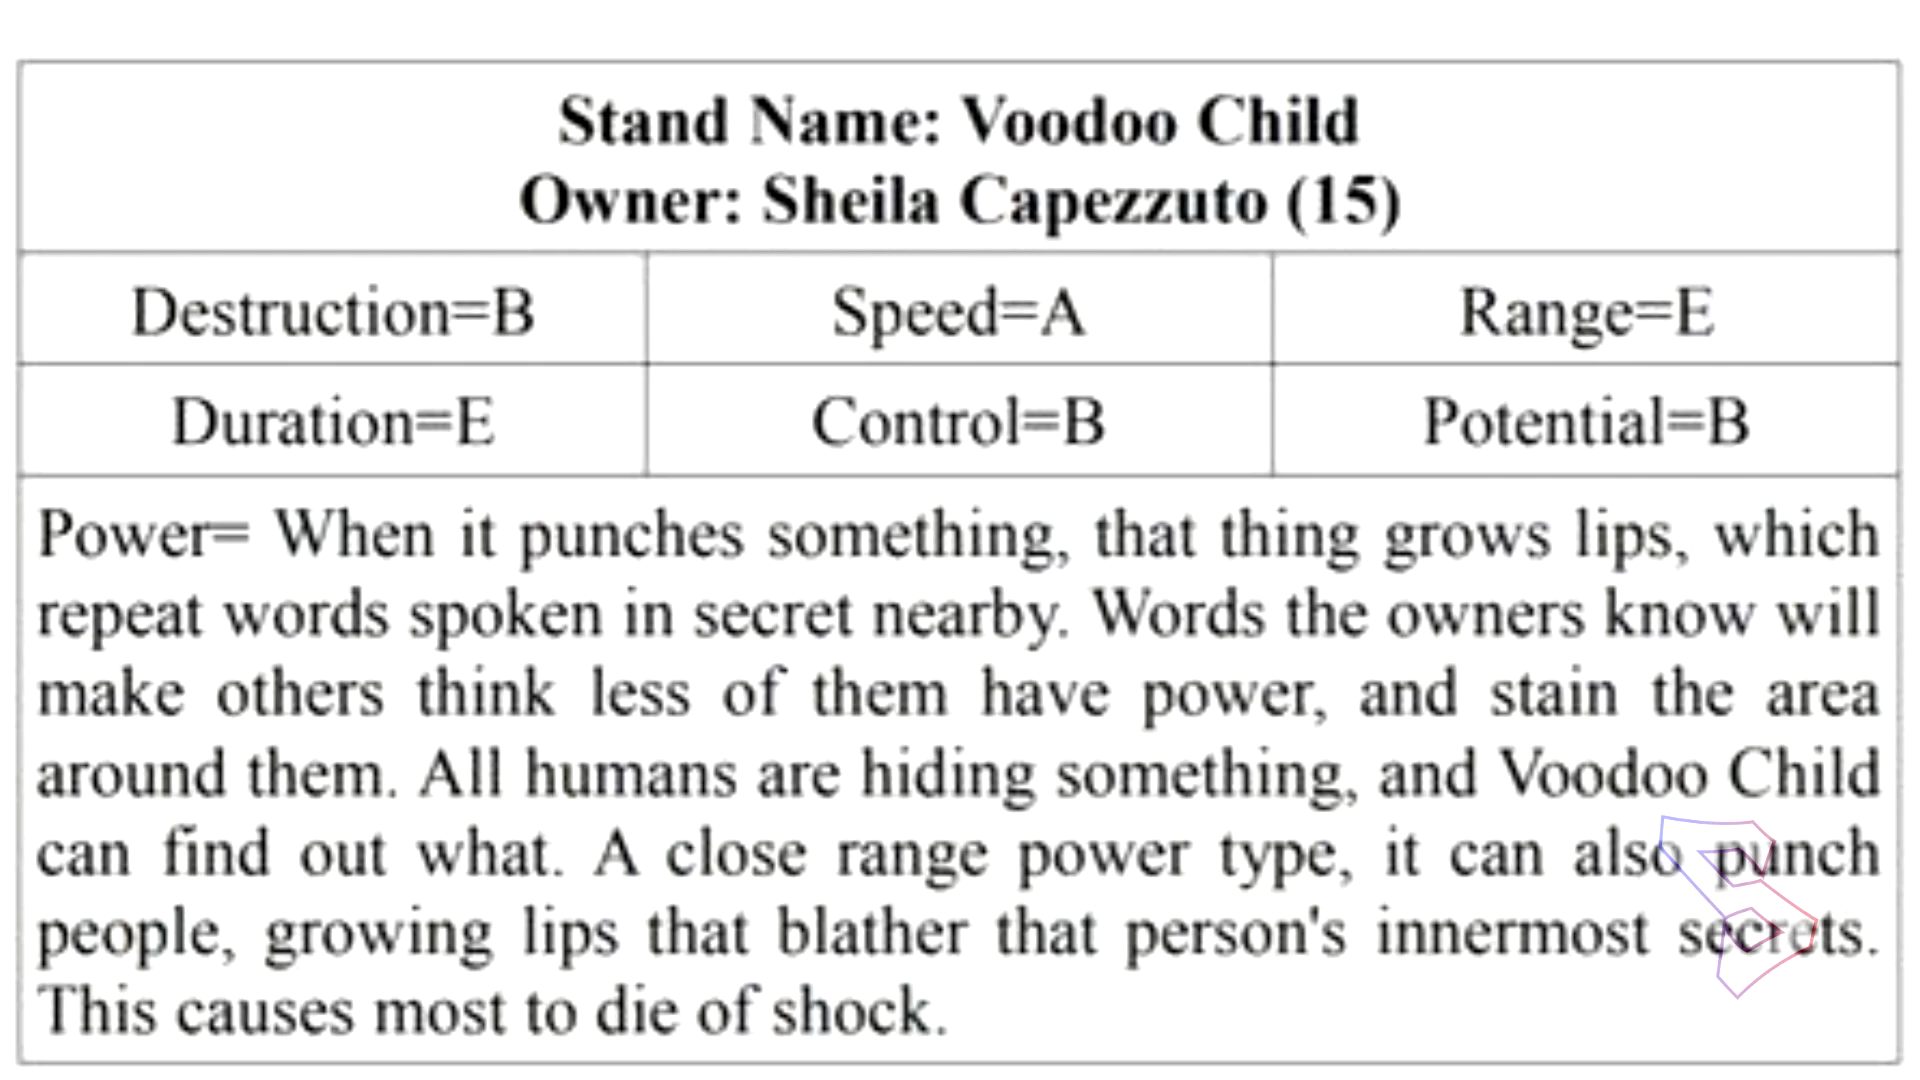 Stand Name: Voodoo Child
Owner: Sheila Capezzuto (15)
Destruction=B Speed=A Range=E
Duration=E Control=B Potential=B
Power= When it punches something, that thing grows lips, which
repeat words spoken in secret nearby. Words the owners know will
make others think less of them have power, and stain the area
around them. All humans are hiding something, and Voodoo Child
can find out what. A close range power type, it can also punch
people, growing lips that blather that person's innermost secrets.
This causes most to die of shock.